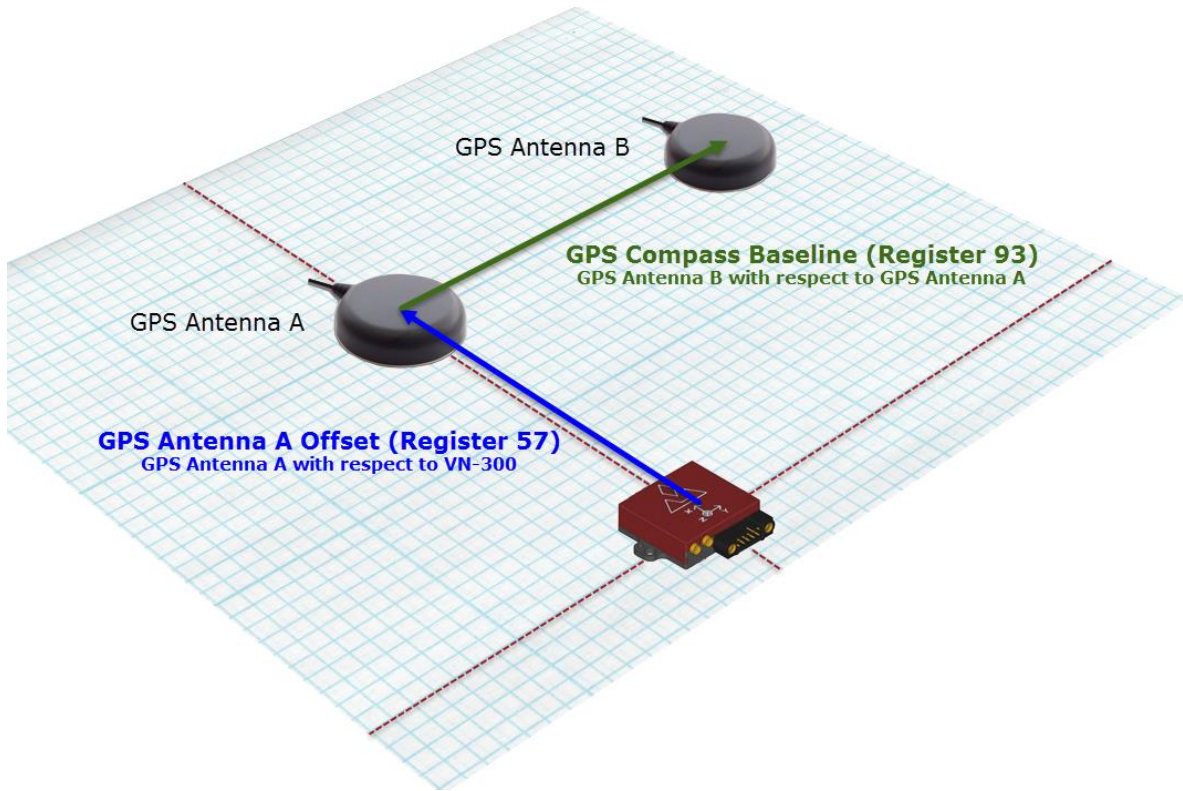 GPS Antenna B
GPS Compass Baseline (Register 93)
GPS Antenna B with respect to GPS Antenna A
GPS Antenna A
GPS Antenna A Offset (Register 57)
GPS Antenna A with respect to VN-300
X
Z
Y